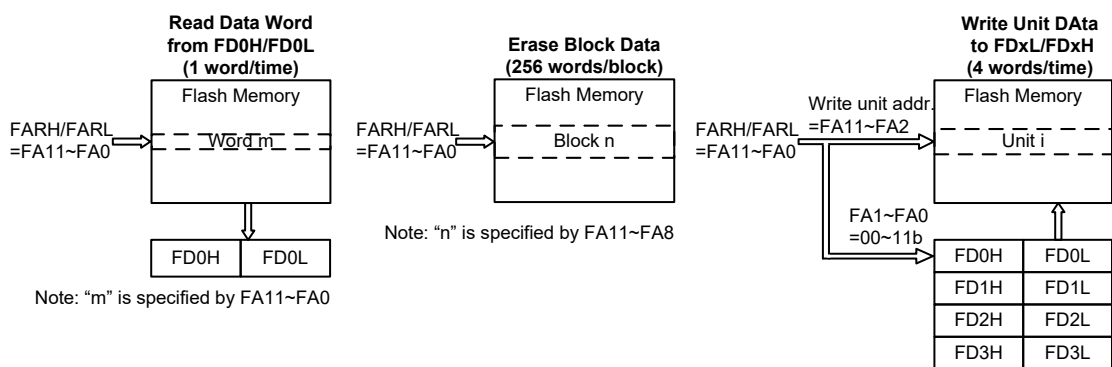 Read Data Word
from FD0H/FD0L
(1 word/time)
Flash Memory
FARH/FARL
=FA11~FA0
Word m
FD0H
FD0L
Note: “m” is specified by FA11~FA0
Erase Block Data
(256 words/block)
Flash Memory
FARH/FARL
=FA11~FA0
Block n
Note: “n” is specified by FA11~FA8
Write Unit DAta
to FDxL/FDxH
(4 words/time)
Flash Memory
Write unit addr.
=FA11~FA2
FARH/FARL
=FA11~FA0
Unit i
FA1~FA0
=00~11b
FD0H
FD0L
FD1H
FD1L
FD2H
FD2L
FD3H
FD3L